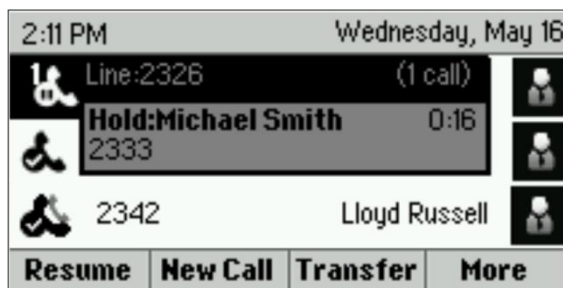 2:11 PM Wednesday, May 16
1 Line:2326 (1 call)
Hold:Michael Smith 0:16
2333
2342 Lloyd Russell
Resume New Call Transfer More